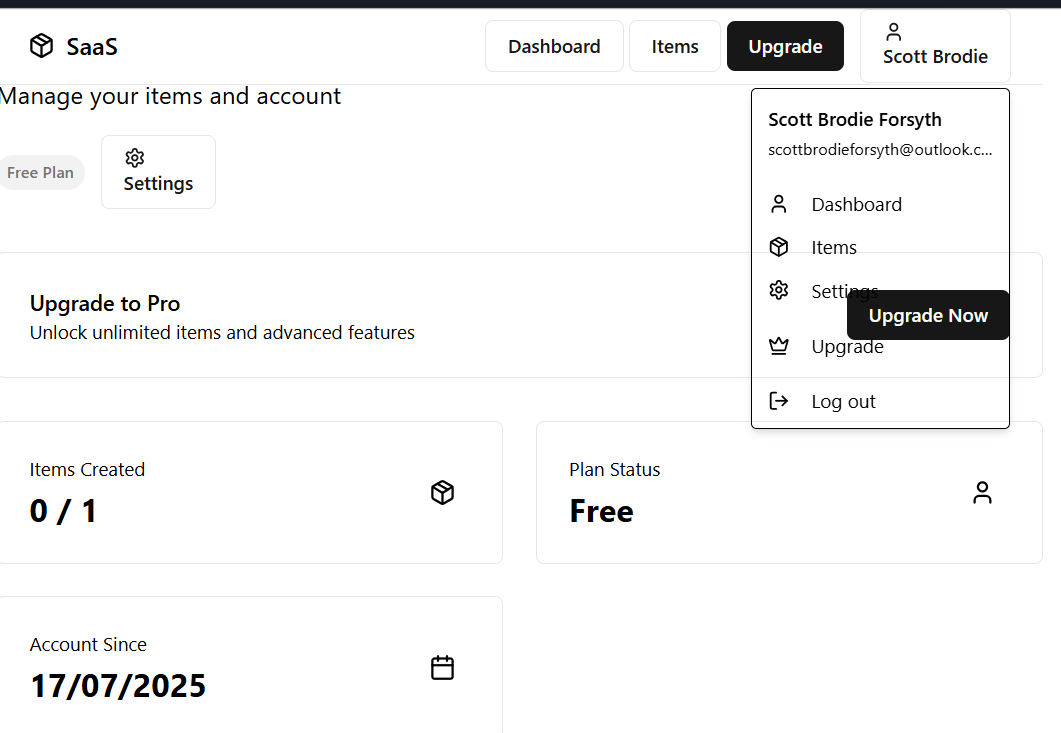 SaaS
Dashboard
Items
Upgrade
Scott Brodie
Manage your items and account
Free Plan
Settings
Scott Brodie Forsyth
scottbrodieforsyth@outlook.c...
Dashboard
Items
Settings
Upgrade
Log out
Upgrade to Pro
Unlock unlimited items and advanced features
Upgrade Now
Items Created
0 / 1
Plan Status
Free
Account Since
17/07/2025